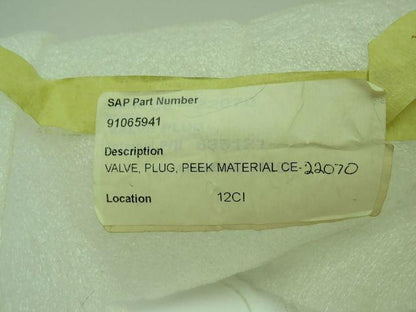 SAP Part Number
91065941
Description
VALVE, PLUG, PEEK MATERIAL CE-22070
Location 12CI